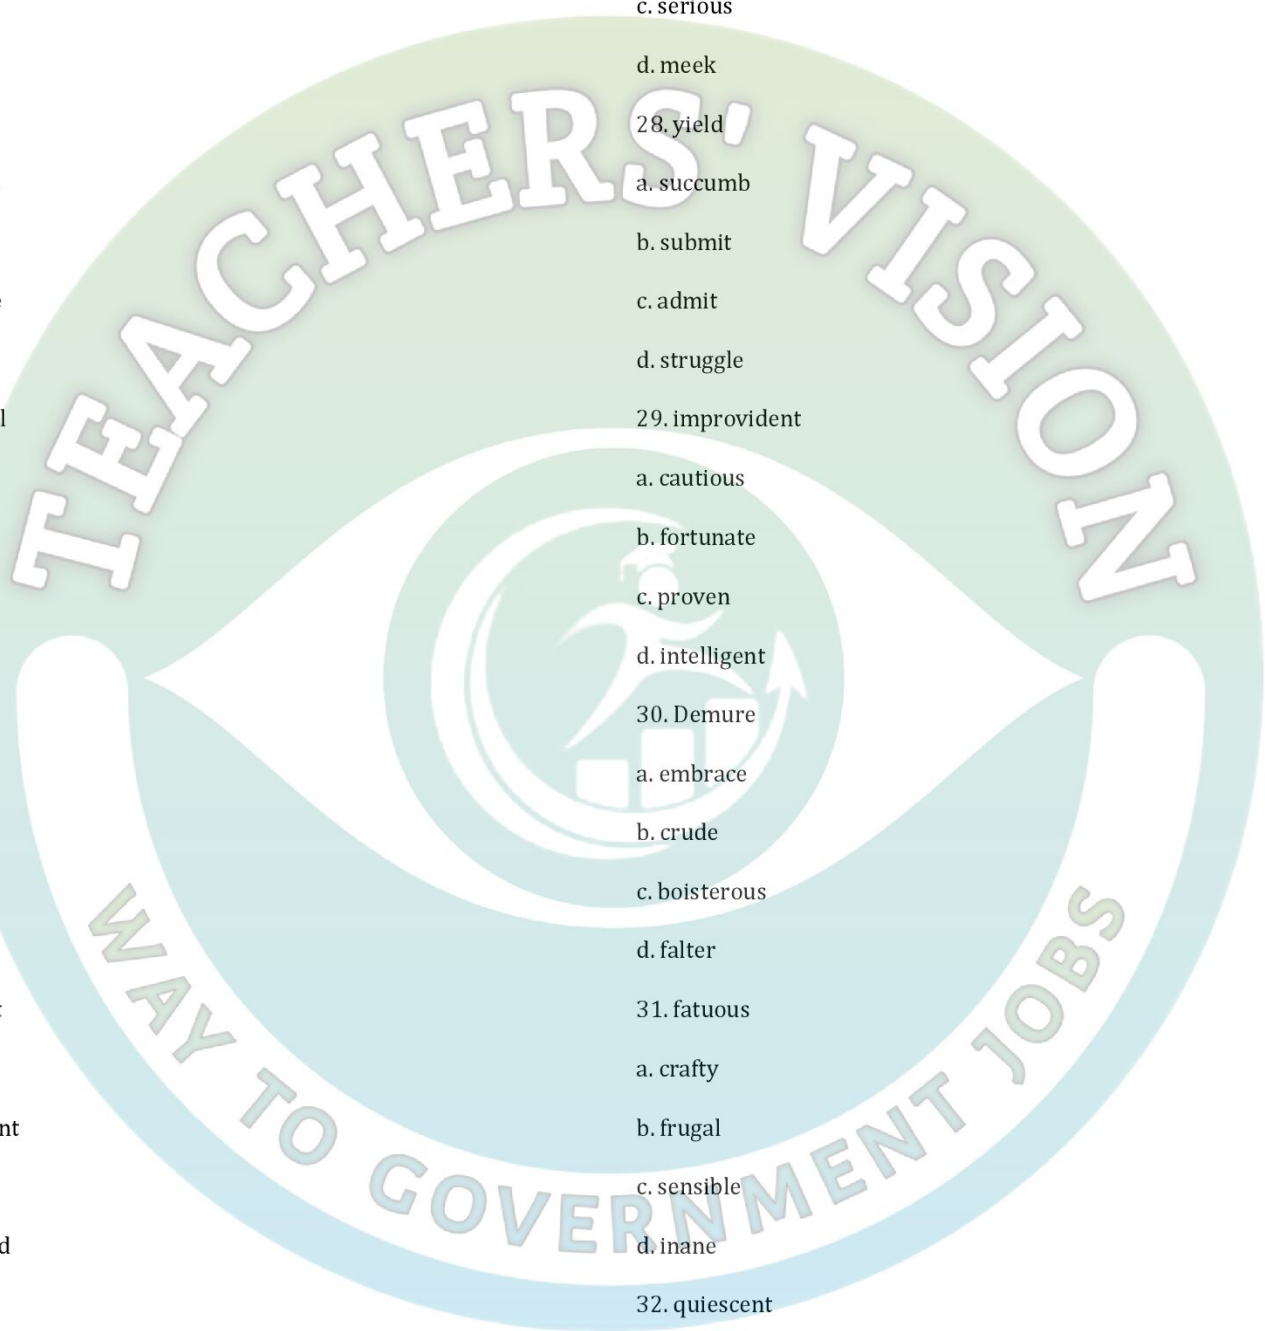 c. serious
d. meek
28. yield
a. succumb
b. submit
c. admit
d. struggle
29. improvident
a. cautious
b. fortunate
c. proven
d. intelligent
30. Demure
a. embrace
b. crude
c. boisterous
d. falter
31. fatuous
a. crafty
b. frugal
c. sensible
d. inane
32. quiescent
TEACHERS' VISION
WAY TO GOVERNMENT JOBS